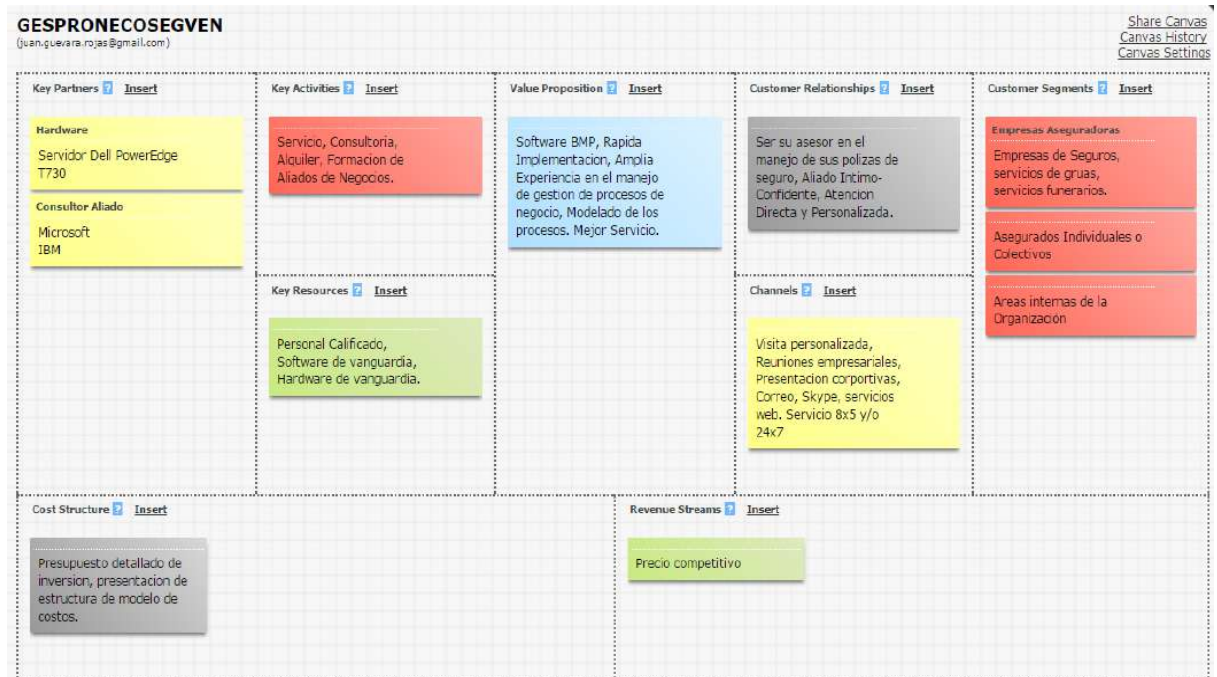 GESPRONECOSEGVEN
(juan.guevara.rojas@gmail.com)
Share Canvas
Canvas History
Canvas Settings
Key Partners ? Insert
Hardware
Servidor Dell PowerEdge
T730
Consultor Aliado
Microsoft
IBM
Key Activities ? Insert
Servicio, Consultoria,
Alquiler, Formacion de
Aliados de Negocios.
Key Resources ? Insert
Personal Calificado,
Software de vanguardia,
Hardware de vanguardia.
Value Proposition ? Insert
Software BMP, Rapida
Implementacion, Amplia
Experiencia en el manejo
de gestion de procesos de
negocio, Modelado de los
procesos. Mejor Servicio.
Customer Relationships ? Insert
Ser su asesor en el
manejo de sus polizas de
seguro, Aliado Intimo-
Confidente, Atencion
Directa y Personalizada.
Channels ? Insert
Visita personalizada,
Reuniones empresariales,
Presentacion corportivas,
Correo, Skype, servicios
web. Servicio 8x5 y/o
24x7
Customer Segments ? Insert
Empresas Aseguradoras
Empresas de Seguros,
servicios de gruas,
servicios funerarios.
Asegurados Individuales o
Colectivos
Areas internas de la
Organización
Cost Structure ? Insert
Presupuesto detallado de
inversion, presentacion de
estructura de modelo de
costos.
Revenue Streams ? Insert
Precio competitivo